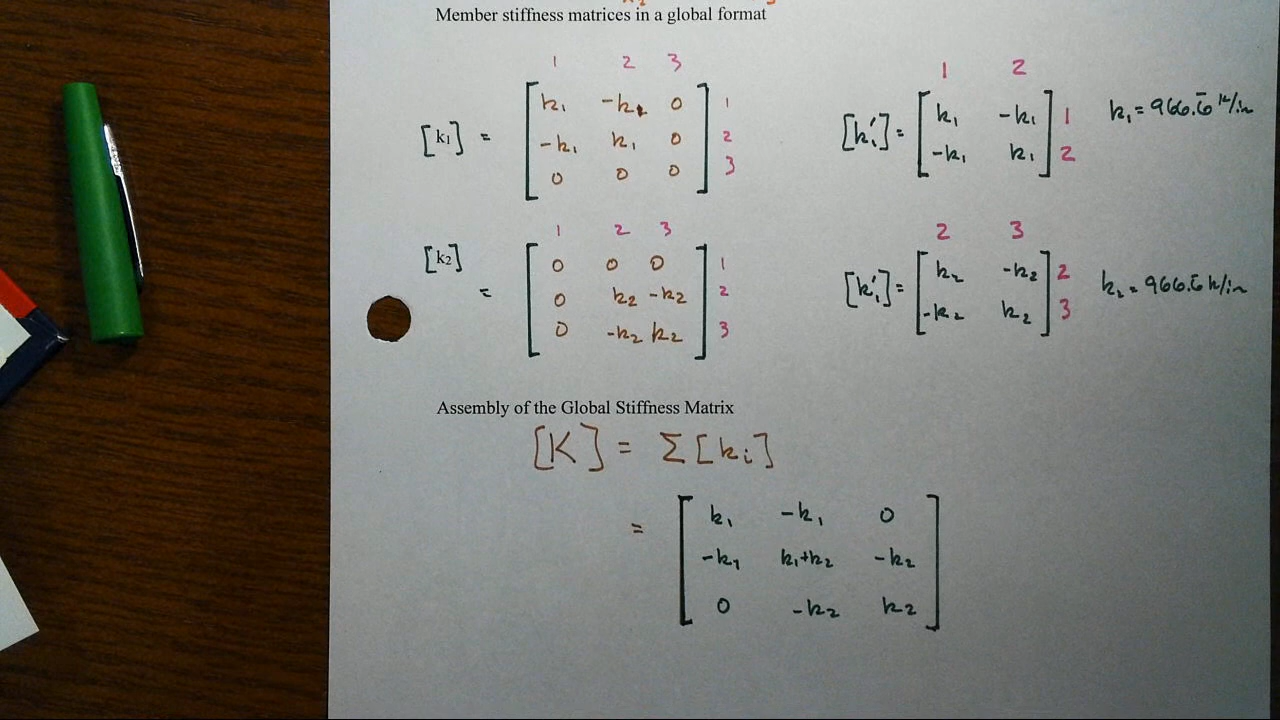 Member stiffness matrices in a global format
1 2 3
[k1] = [ k₁ -k₁ 0 ] 1
-k₁ k₁ 0 2
0 0 0 3
1 2
[k₁'] = [ k₁ -k₁ ] 1
-k₁ k₁ 2
k₁ = 966.6̅ k/in
1 2 3
[k2] = [ 0 0 0 ] 1
0 k₂ -k₂ 2
0 -k₂ k₂ 3
2 3
[k₁'] = [ k₂ -k₂ ] 2
-k₂ k₂ 3
k₂ = 966.6̅ k/in
Assembly of the Global Stiffness Matrix
[K] = Σ[kᵢ]
= [ k₁ -k₁ 0 ]
-k₁ k₁+k₂ -k₂
0 -k₂ k₂